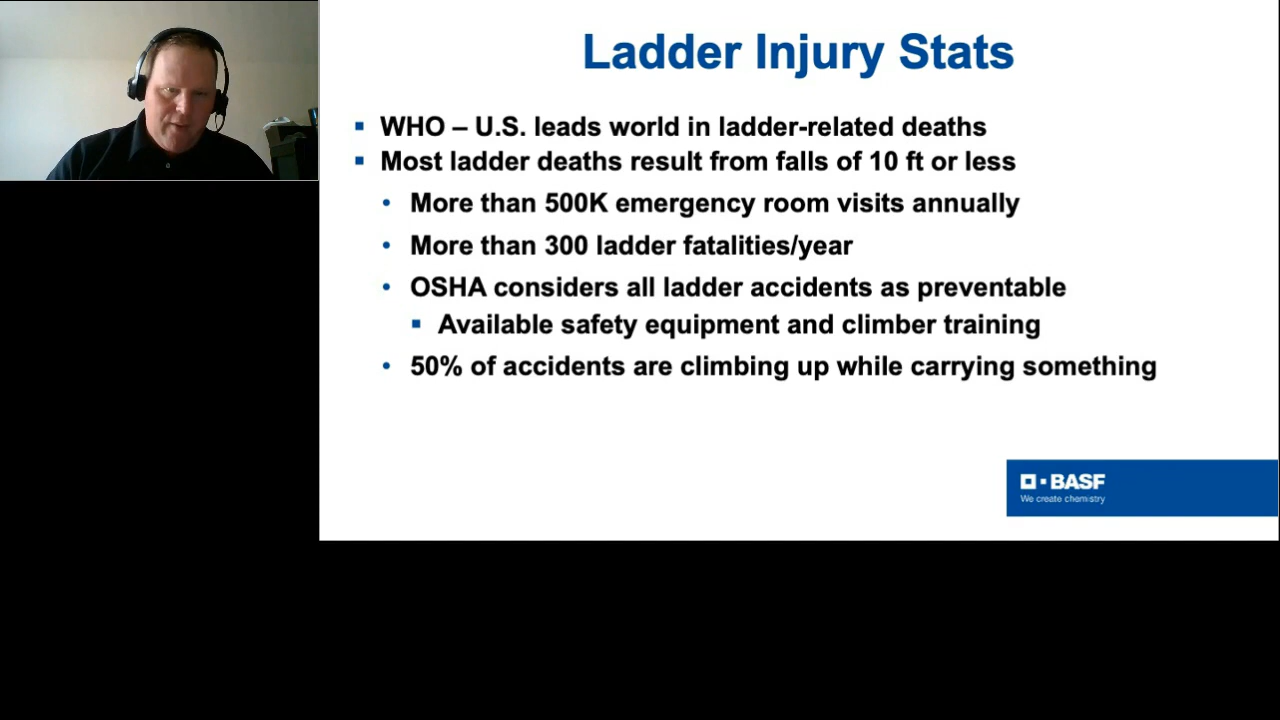 Ladder Injury Stats
WHO – U.S. leads world in ladder-related deaths
Most ladder deaths result from falls of 10 ft or less
More than 500K emergency room visits annually
More than 300 ladder fatalities/year
OSHA considers all ladder accidents as preventable
Available safety equipment and climber training
50% of accidents are climbing up while carrying something
BASF
We create chemistry